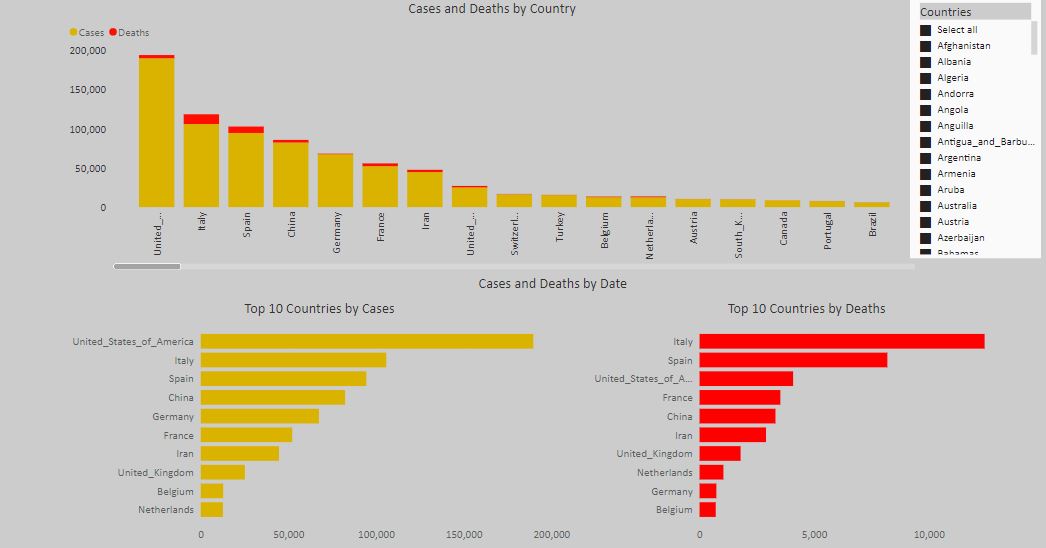 Cases and Deaths by Country
Cases Deaths
200,000
150,000
100,000
50,000
0
United_...
Italy
Spain
China
Germany
France
Iran
United_...
Switzerl...
Turkey
Belgium
Netherla...
Austria
South_K...
Canada
Portugal
Brazil
Countries
Select all
Afghanistan
Albania
Algeria
Andorra
Angola
Anguilla
Antigua_and_Barbu...
Argentina
Armenia
Aruba
Australia
Austria
Azerbaijan
Bahamas
Cases and Deaths by Date
Top 10 Countries by Cases
United_States_of_America
Italy
Spain
China
Germany
France
Iran
United_Kingdom
Belgium
Netherlands
0 50,000 100,000 150,000 200,000
Top 10 Countries by Deaths
Italy
Spain
United_States_of_A...
France
China
Iran
United_Kingdom
Netherlands
Germany
Belgium
0 5,000 10,000